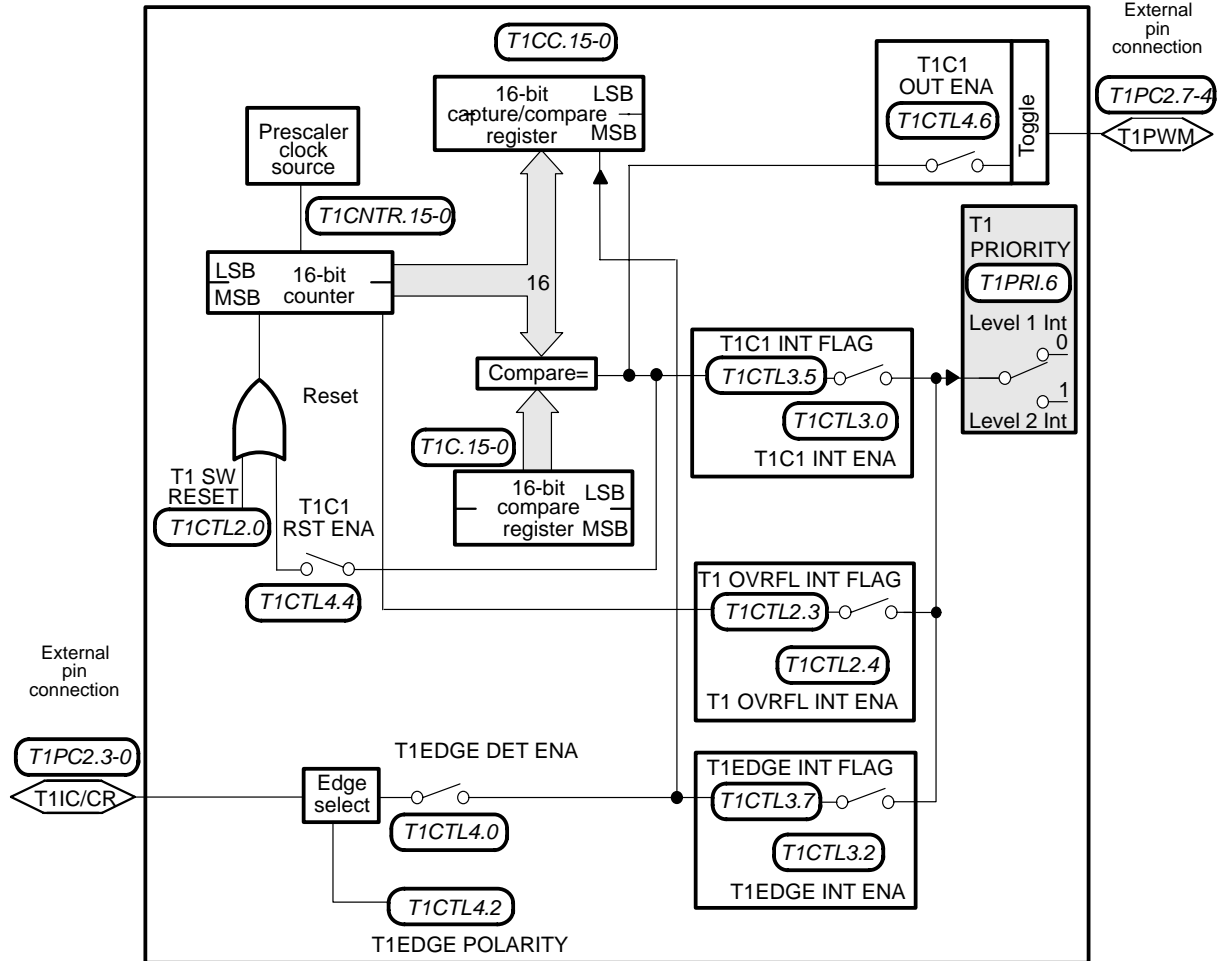 External
pin
connection
T1CC.15-0
16-bit
capture/compare
register
LSB
MSB
T1C1
OUT ENA
T1CTL4.6
Toggle
T1PC2.7-4
T1PWM
Prescaler
clock
source
T1CNTR.15-0
LSB
MSB
16-bit
counter
16
T1
PRIORITY
T1PRI.6
Level 1 Int
0
1
Level 2 Int
Compare=
T1C1 INT FLAG
T1CTL3.5
T1CTL3.0
T1C1 INT ENA
Reset
T1C.15-0
16-bit
compare
register
LSB
MSB
T1 SW
RESET
T1CTL2.0
T1C1
RST ENA
T1CTL4.4
T1 OVRFL INT FLAG
T1CTL2.3
T1CTL2.4
T1 OVRFL INT ENA
External
pin
connection
T1PC2.3-0
T1IC/CR
Edge
select
T1EDGE DET ENA
T1CTL4.0
T1CTL4.2
T1EDGE POLARITY
T1EDGE INT FLAG
T1CTL3.7
T1CTL3.2
T1EDGE INT ENA